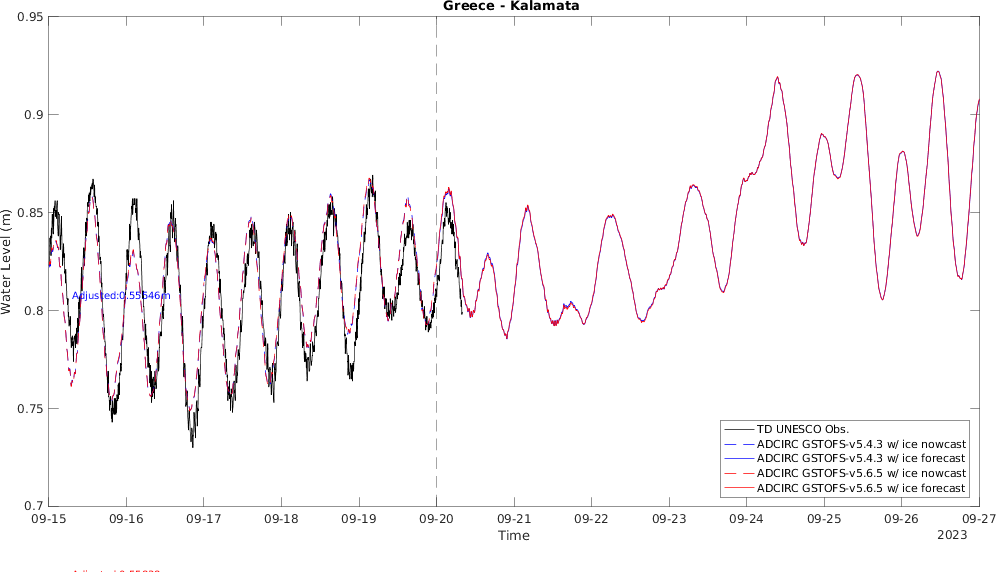 Greece - Kalamata
0.95
0.9
0.85
0.8
0.75
0.7
Water Level (m)
Adjusted:0.55646m
TD UNESCO Obs.
ADCIRC GSTOFS-v5.4.3 w/ ice nowcast
ADCIRC GSTOFS-v5.4.3 w/ ice forecast
ADCIRC GSTOFS-v5.6.5 w/ ice nowcast
ADCIRC GSTOFS-v5.6.5 w/ ice forecast
09-15 09-16 09-17 09-18 09-19 09-20 09-21 09-22 09-23 09-24 09-25 09-26 09-27
Time
2023